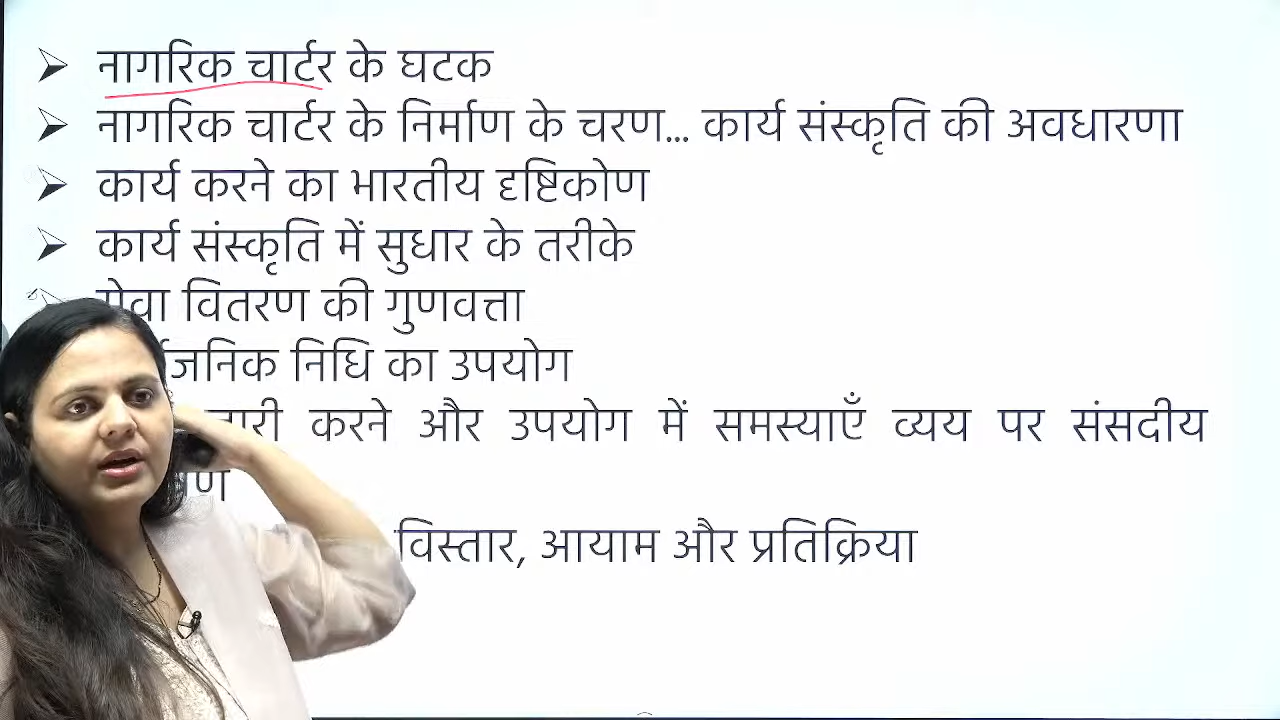 नागरिक चार्टर के घटक
नागरिक चार्टर के निर्माण के चरण... कार्य संस्कृति की अवधारणा
कार्य करने का भारतीय दृष्टिकोण
कार्य संस्कृति में सुधार के तरीके
सेवा वितरण की गुणवत्ता
निधि का उपयोग
करने और उपयोग में समस्याएँ व्यय पर संसदीय
विस्तार, आयाम और प्रतिक्रिया